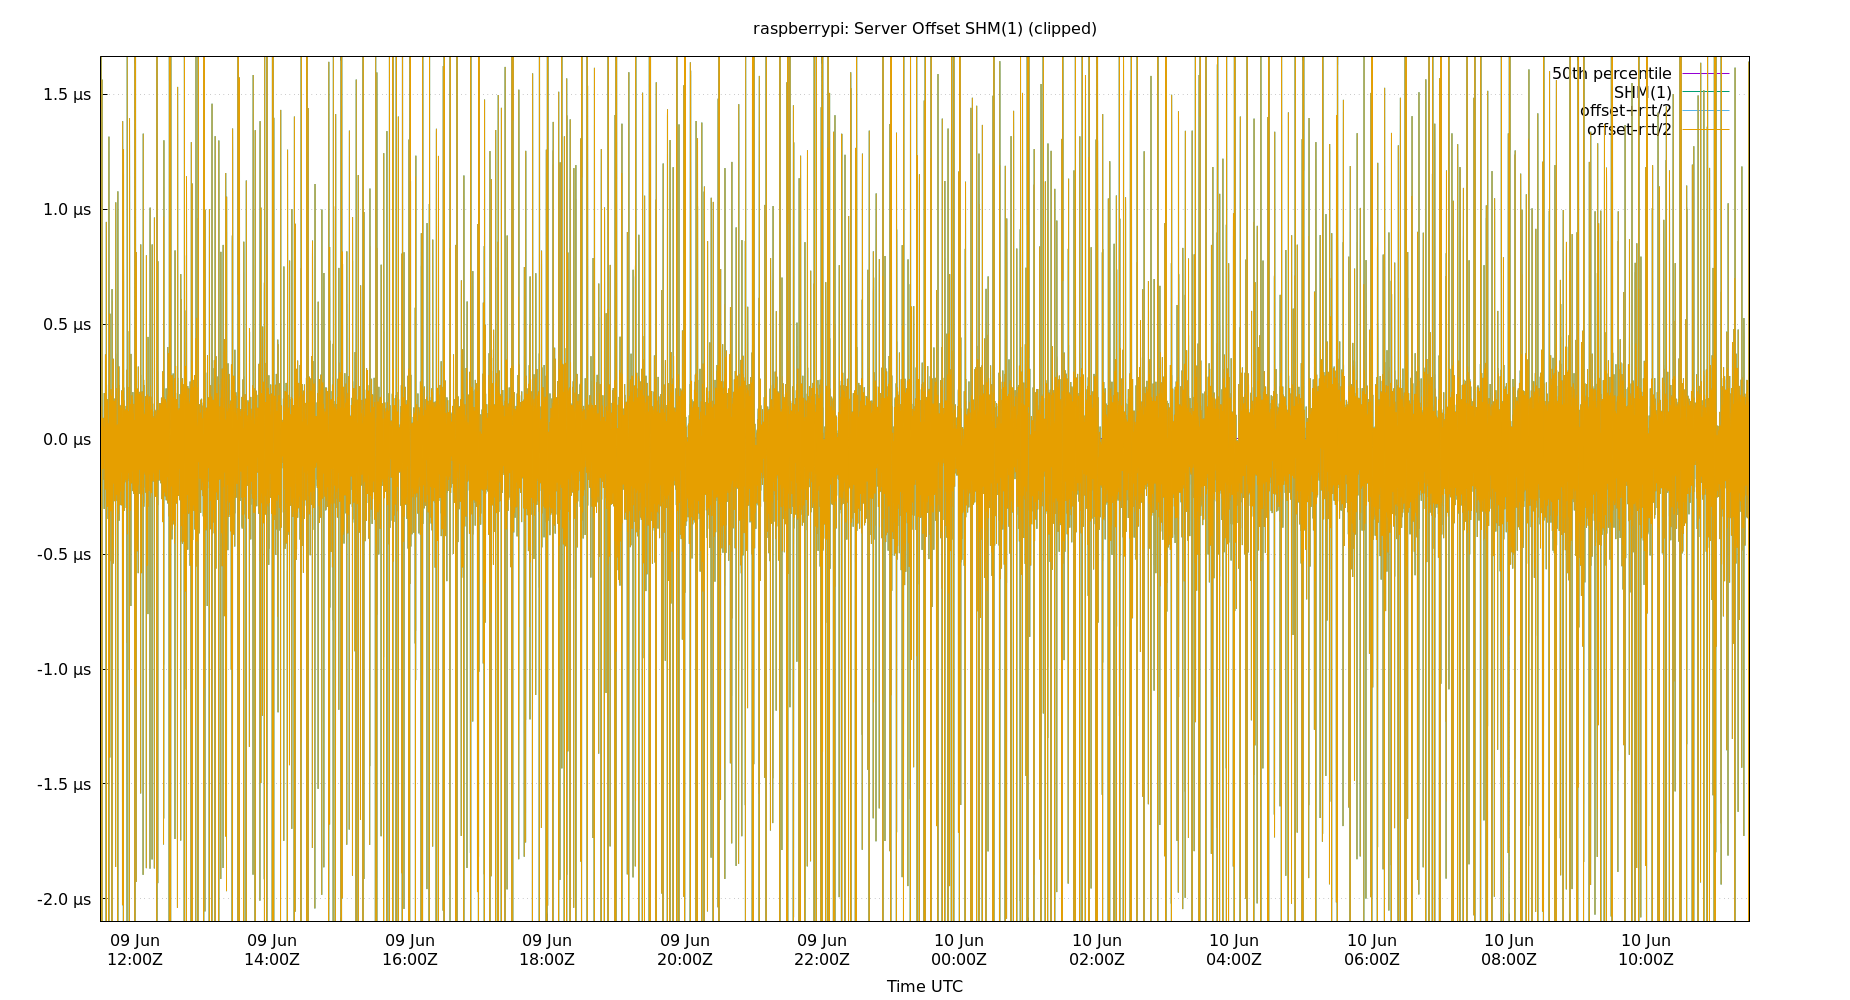 raspberrypi: Server Offset SHM(1) (clipped)
50th percentile
SHM(1)
offset+rtt/2
offset-rtt/2
1.5 µs
1.0 µs
0.5 µs
0.0 µs
-0.5 µs
-1.0 µs
-1.5 µs
-2.0 µs
09 Jun 09 Jun 09 Jun 09 Jun 09 Jun 09 Jun 10 Jun 10 Jun 10 Jun 10 Jun 10 Jun 10 Jun
12:00Z 14:00Z 16:00Z 18:00Z 20:00Z 22:00Z 00:00Z 02:00Z 04:00Z 06:00Z 08:00Z 10:00Z
Time UTC